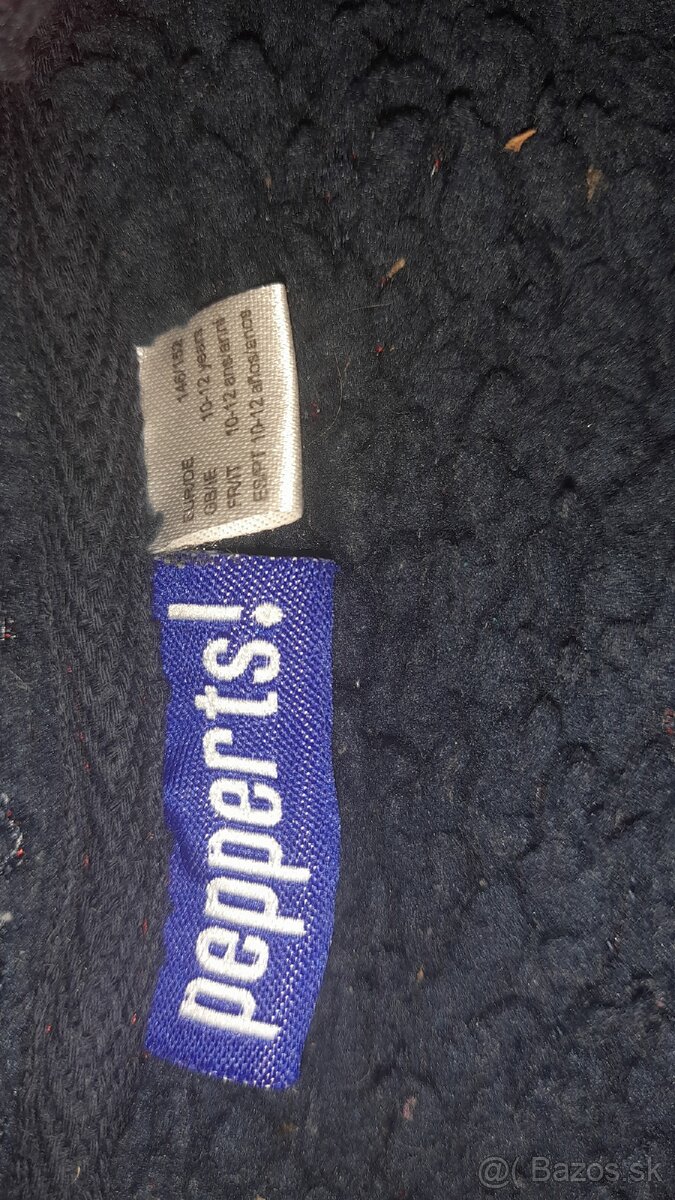 EUR/DE 146/152
GB/IE 10-12 years
FR/IT 10-12 ans/anni
ES/PT 10-12 años/anos
pepperts!
@( Bazos.sk